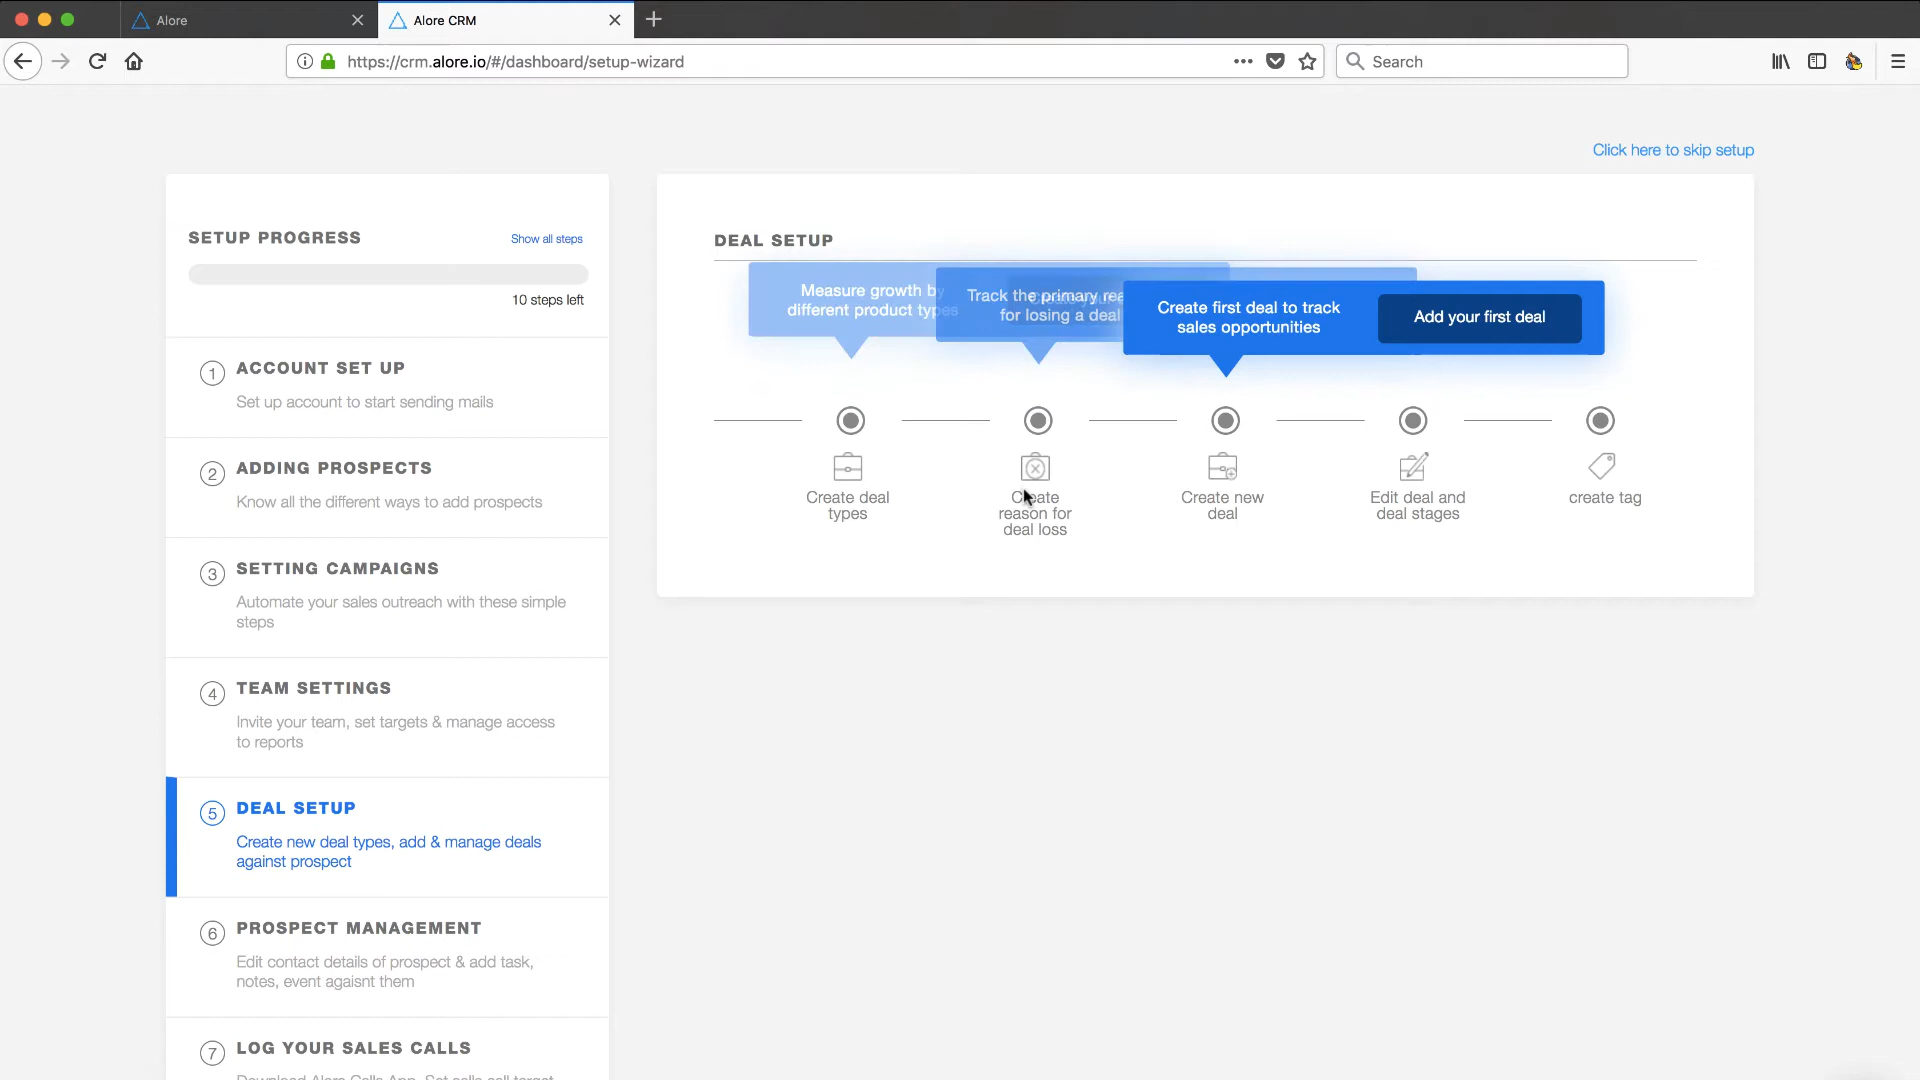 Alore
Alore CRM
https://crm.alore.io/#/dashboard/setup-wizard
Search
Click here to skip setup
SETUP PROGRESS
Show all steps
10 steps left
1
ACCOUNT SET UP
Set up account to start sending mails
2
ADDING PROSPECTS
Know all the different ways to add prospects
3
SETTING CAMPAIGNS
Automate your sales outreach with these simple
steps
4
TEAM SETTINGS
Invite your team, set targets & manage access
to reports
5
DEAL SETUP
Create new deal types, add & manage deals
against prospect
6
PROSPECT MANAGEMENT
Edit contact details of prospect & add task,
notes, event agaisnt them
7
LOG YOUR SALES CALLS
DEAL SETUP
Measure growth by
different product types
Track the primary
for losing a deal
Create first deal to track
sales opportunities
Add your first deal
Create deal
types
Create
reason for
deal loss
Create new
deal
Edit deal and
deal stages
create tag